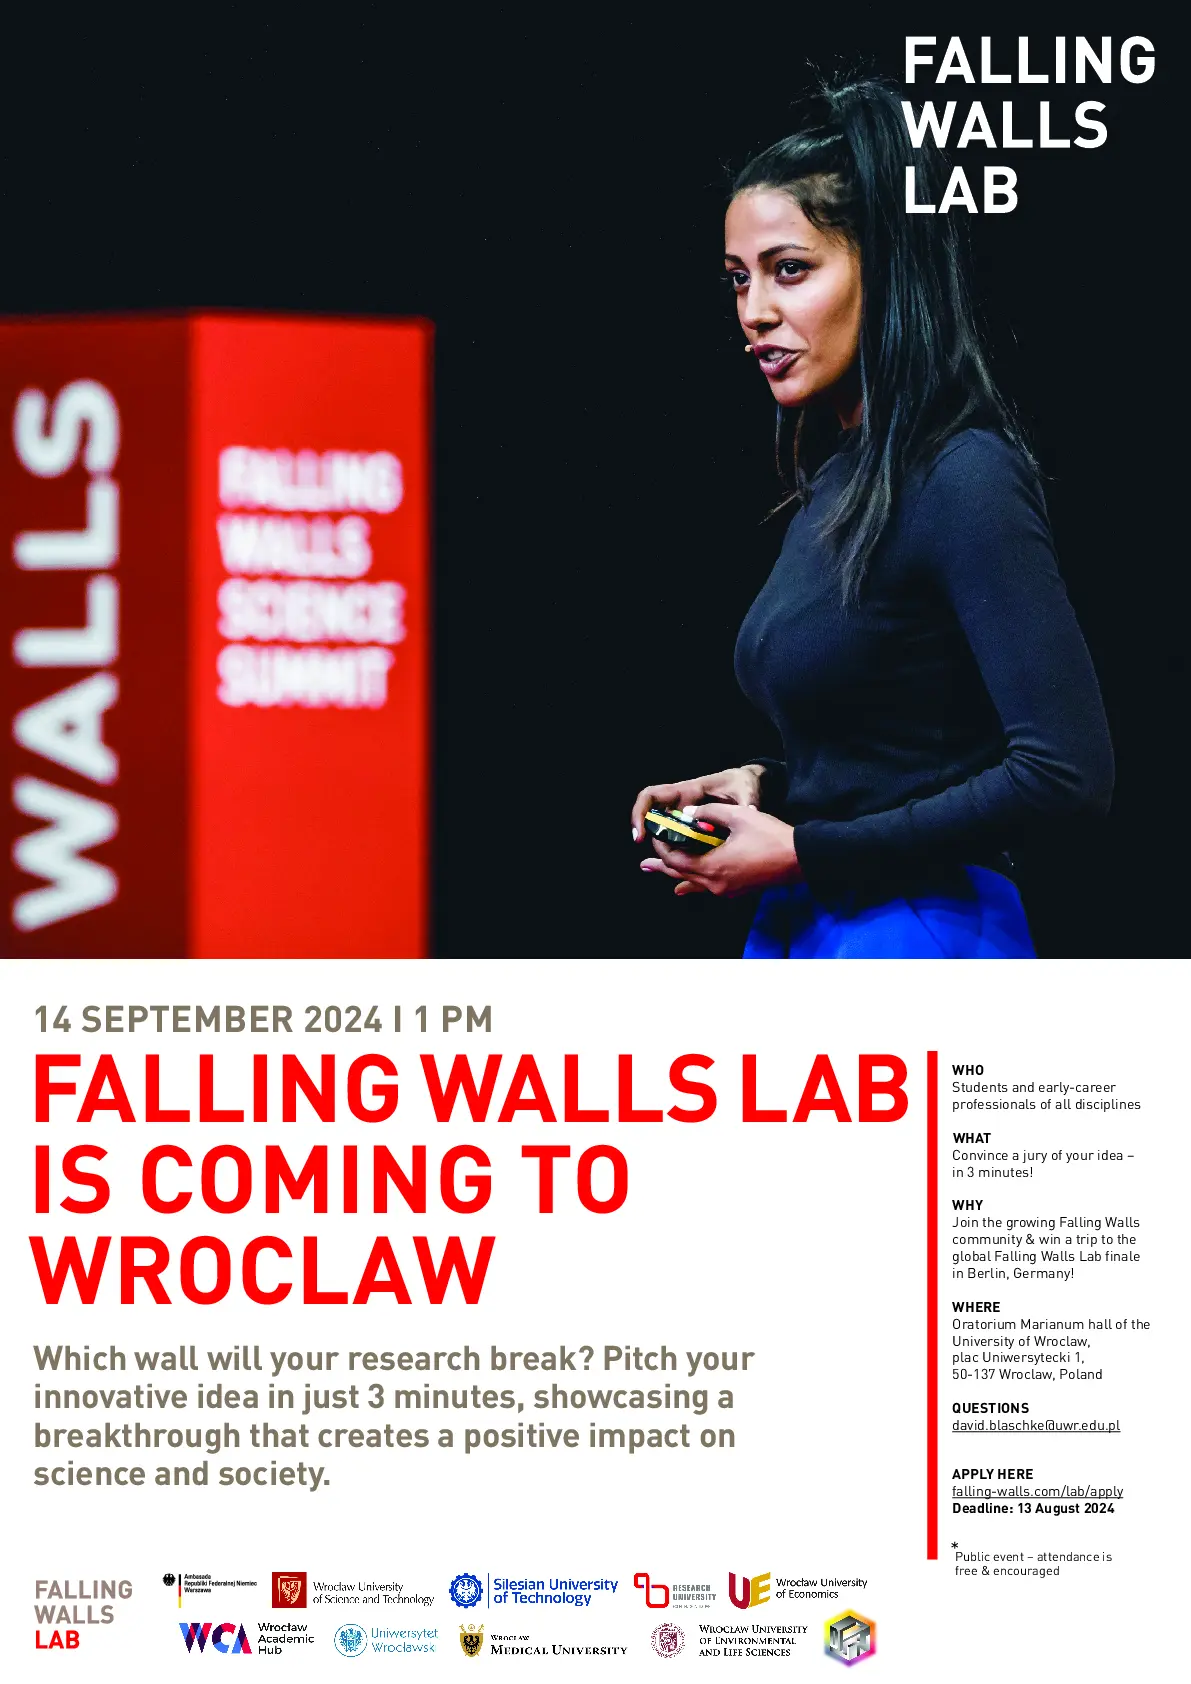 FALLING
WALLS
LAB
WALLS
FALLING
WALLS
SCIENCE
SUMMIT
14 SEPTEMBER 2024 I 1 PM
FALLING WALLS LAB
IS COMING TO
WROCLAW
Which wall will your research break? Pitch your
innovative idea in just 3 minutes, showcasing a
breakthrough that creates a positive impact on
science and society.
WHO
Students and early-career
professionals of all disciplines
WHAT
Convince a jury of your idea –
in 3 minutes!
WHY
Join the growing Falling Walls
community & win a trip to the
global Falling Walls Lab finale
in Berlin, Germany!
WHERE
Oratorium Marianum hall of the
University of Wroclaw,
plac Uniwersytecki 1,
50-137 Wroclaw, Poland
QUESTIONS
david.blaschke@uwr.edu.pl
APPLY HERE
falling-walls.com/lab/apply
Deadline: 13 August 2024
*
Public event – attendance is
free & encouraged
FALLING
WALLS
LAB
Ambasada
Republiki Federalnej Niemiec
Warszawa
Wrocław University
of Science and Technology
Silesian University
of Technology
RESEARCH
UNIVERSITY
UE
Wrocław University
of Economics
WCA
Wrocław
Academic
Hub
Uniwersytet
Wrocławski
WROCLAW
MEDICAL UNIVERSITY
WROCŁAW UNIVERSITY
OF ENVIRONMENTAL
AND LIFE SCIENCES